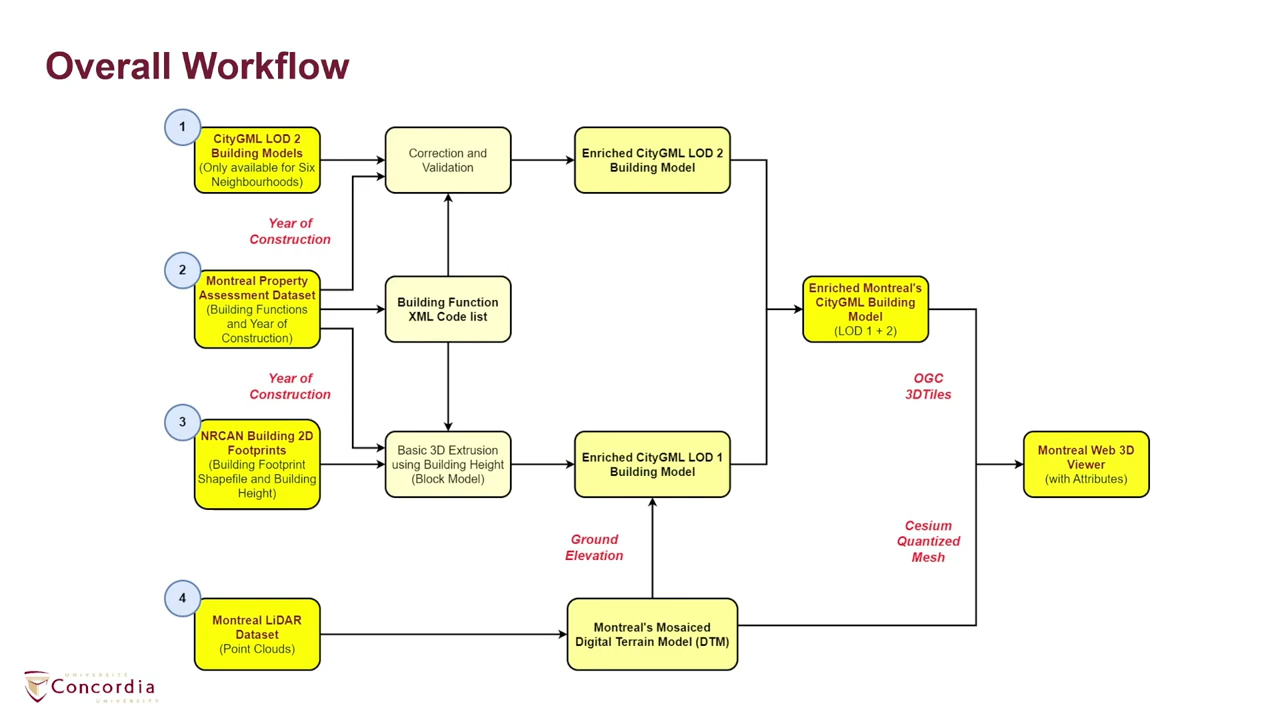 Overall Workflow
1
CityGML LOD 2
Building Models
(Only available for Six
Neighbourhoods)
Correction and
Validation
Enriched CityGML LOD 2
Building Model
Year of
Construction
2
Montreal Property
Assessment Dataset
(Building Functions
and Year of
Construction)
Building Function
XML Code list
Enriched Montreal's
CityGML Building
Model
(LOD 1 + 2)
Year of
Construction
OGC
3DTiles
3
NRCAN Building 2D
Footprints
(Building Footprint
Shapefile and Building
Height)
Basic 3D Extrusion
using Building Height
(Block Model)
Enriched CityGML LOD 1
Building Model
Montreal Web 3D
Viewer
(with Attributes)
Ground
Elevation
Cesium
Quantized
Mesh
4
Montreal LiDAR
Dataset
(Point Clouds)
Montreal's Mosaiced
Digital Terrain Model (DTM)
UNIVERSITÉ
Concordia
UNIVERSITY